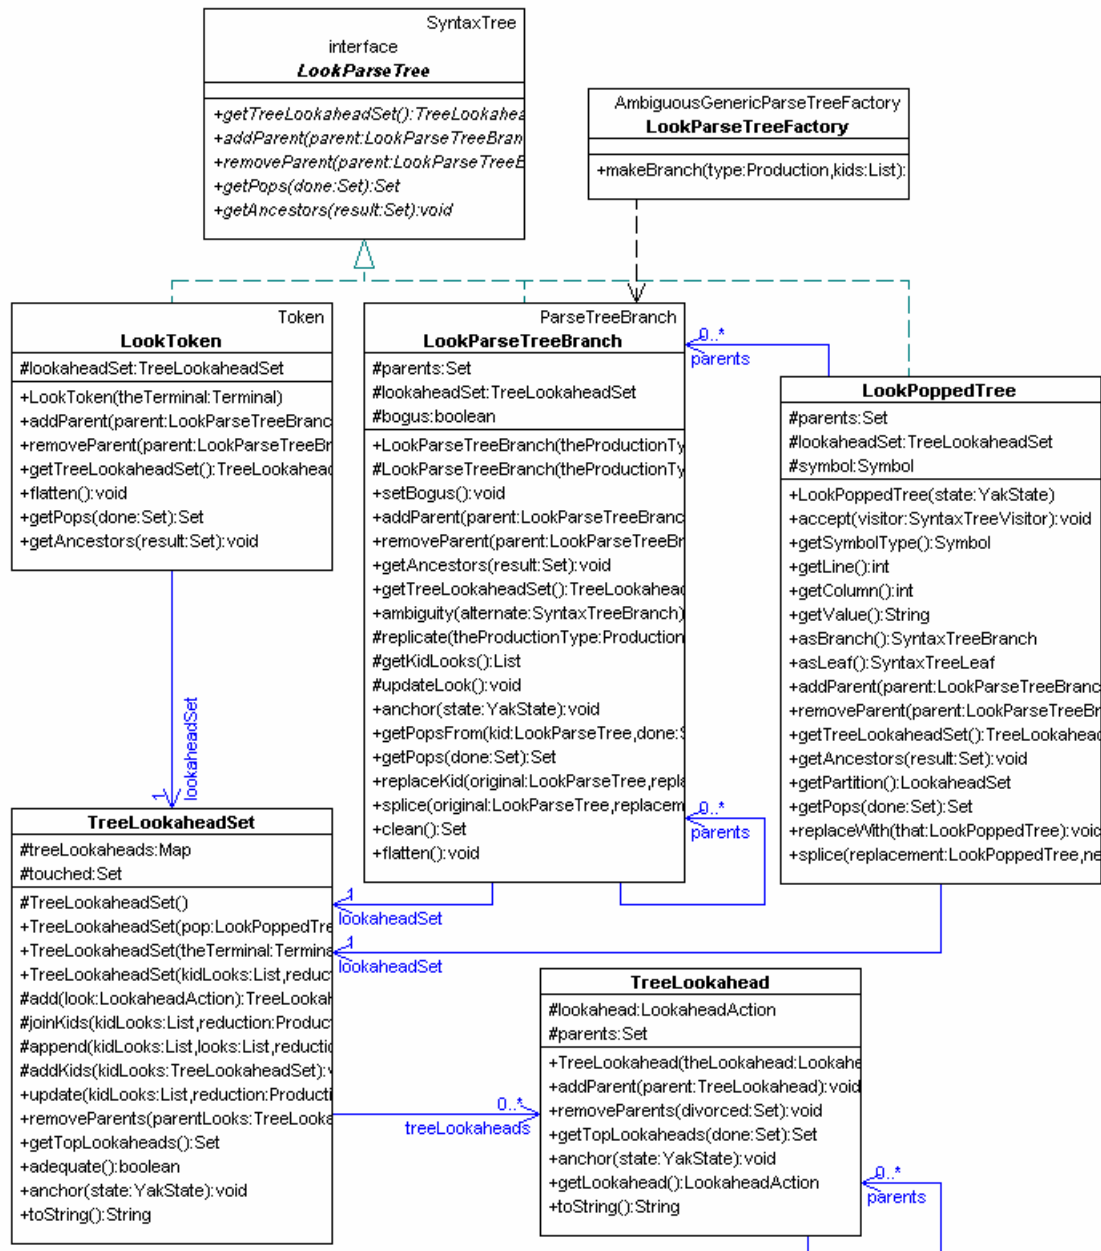 SyntaxTree
interface
LookParseTree
+getTreeLookaheadSet():TreeLookahea
+addParent(parent:LookParseTreeBran
+removeParent(parent:LookParseTreeB
+getPops(done:Set):Set
+getAncestors(result:Set):void
AmbiguousGenericParseTreeFactory
LookParseTreeFactory
+makeBranch(type:Production,kids:List):
Token
LookToken
#lookaheadSet:TreeLookaheadSet
+LookToken(theTerminal:Terminal)
+addParent(parent:LookParseTreeBranc
+removeParent(parent:LookParseTreeBr
+getTreeLookaheadSet():TreeLookahead
+flatten():void
+getPops(done:Set):Set
+getAncestors(result:Set):void
ParseTreeBranch
LookParseTreeBranch
#parents:Set
#lookaheadSet:TreeLookaheadSet
#bogus:boolean
+LookParseTreeBranch(theProductionTy
#LookParseTreeBranch(theProductionTy
+setBogus():void
+addParent(parent:LookParseTreeBranc
+removeParent(parent:LookParseTreeBr
+getAncestors(result:Set):void
+getTreeLookaheadSet():TreeLookahead
+ambiguity(alternate:SyntaxTreeBranch)
#replicate(theProductionType:Production
#getKidLooks():List
#updateLook():void
+anchor(state:YakState):void
+getPopsFrom(kid:LookParseTree,done:S
+getPops(done:Set):Set
+replaceKid(original:LookParseTree,repla
+splice(original:LookParseTree,replacem
+clean():Set
+flatten():void
0..*
parents
LookPoppedTree
#parents:Set
#lookaheadSet:TreeLookaheadSet
#symbol:Symbol
+LookPoppedTree(state:YakState)
+accept(visitor:SyntaxTreeVisitor):void
+getSymbolType():Symbol
+getLine():int
+getColumn():int
+getValue():String
+asBranch():SyntaxTreeBranch
+asLeaf():SyntaxTreeLeaf
+addParent(parent:LookParseTreeBranc
+removeParent(parent:LookParseTreeBr
+getTreeLookaheadSet():TreeLookahead
+getAncestors(result:Set):void
+getPartition():LookaheadSet
+getPops(done:Set):Set
+replaceWith(that:LookPoppedTree):voic
+splice(replacement:LookPoppedTree,ne
1
lookaheadSet
0..*
parents
TreeLookaheadSet
#treeLookaheads:Map
#touched:Set
#TreeLookaheadSet()
+TreeLookaheadSet(pop:LookPoppedTre
+TreeLookaheadSet(theTerminal:Termina
+TreeLookaheadSet(kidLooks:List,reduc
#add(look:LookaheadAction):TreeLookah
#joinKids(kidLooks:List,reduction:Produc
#append(kidLooks:List,looks:List,reductio
#addKids(kidLooks:TreeLookaheadSet):v
+update(kidLooks:List,reduction:Producti
+removeParents(parentLooks:TreeLooka
+getTopLookaheads():Set
+adequate():boolean
+anchor(state:YakState):void
+toString():String
1
lookaheadSet
1
lookaheadSet
0..*
treeLookaheads
TreeLookahead
#lookahead:LookaheadAction
#parents:Set
+TreeLookahead(theLookahead:Lookahe
+addParent(parent:TreeLookahead):void
+removeParents(divorced:Set):void
+getTopLookaheads(done:Set):Set
+anchor(state:YakState):void
+getLookahead():LookaheadAction
+toString():String
0..*
parents